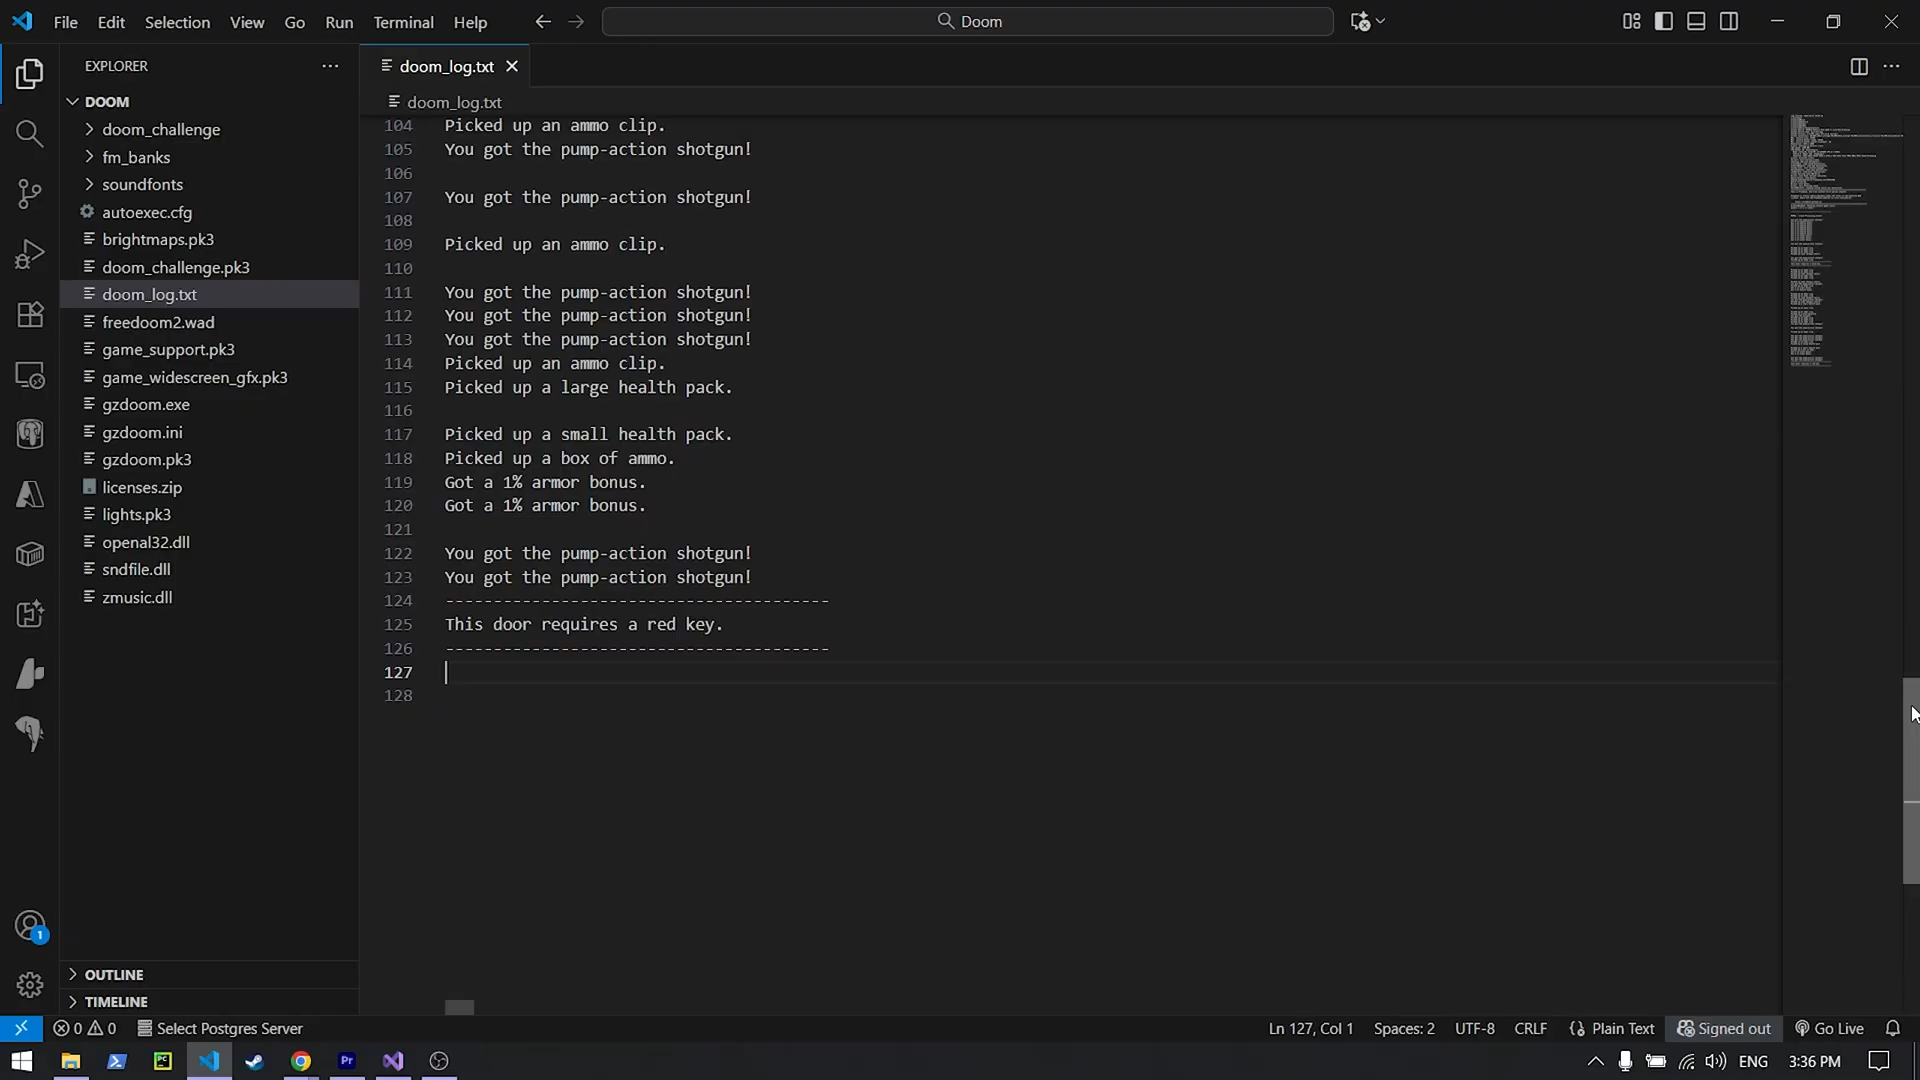 File Edit Selection View Go Run Terminal Help
Doom
EXPLORER
DOOM
doom_challenge
fm_banks
soundfonts
autoexec.cfg
brightmaps.pk3
doom_challenge.pk3
doom_log.txt
freedoom2.wad
game_support.pk3
game_widescreen_gfx.pk3
gzdoom.exe
gzdoom.ini
gzdoom.pk3
licenses.zip
lights.pk3
openal32.dll
sndfile.dll
zmusic.dll
OUTLINE
TIMELINE
doom_log.txt
doom_log.txt
104 Picked up an ammo clip.
105 You got the pump-action shotgun!
106
107 You got the pump-action shotgun!
108
109 Picked up an ammo clip.
110
111 You got the pump-action shotgun!
112 You got the pump-action shotgun!
113 You got the pump-action shotgun!
114 Picked up an ammo clip.
115 Picked up a large health pack.
116
117 Picked up a small health pack.
118 Picked up a box of ammo.
119 Got a 1% armor bonus.
120 Got a 1% armor bonus.
121
122 You got the pump-action shotgun!
123 You got the pump-action shotgun!
124 ----------------------------------------
125 This door requires a red key.
126 ----------------------------------------
127
128
1
0 0 Select Postgres Server
Ln 127, Col 1 Spaces: 2 UTF-8 CRLF Plain Text Signed out Go Live
PC Pr ENG 3:36 PM